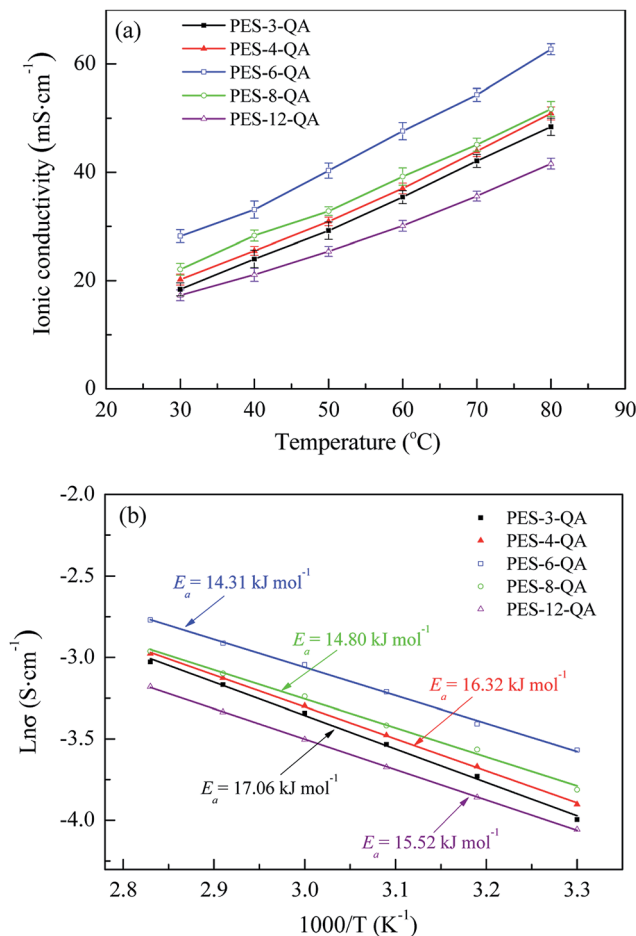 (a)
PES-3-QA
PES-4-QA
PES-6-QA
PES-8-QA
PES-12-QA
Ionic conductivity (mS·cm⁻¹)
60
40
20
0
20 30 40 50 60 70 80 90
Temperature (°C)
(b)
PES-3-QA
PES-4-QA
PES-6-QA
PES-8-QA
PES-12-QA
Lnσ (S·cm⁻¹)
-2.0
-2.5
-3.0
-3.5
-4.0
Eₐ = 14.31 kJ mol⁻¹
Eₐ = 14.80 kJ mol⁻¹
Eₐ = 16.32 kJ mol⁻¹
Eₐ = 17.06 kJ mol⁻¹
Eₐ = 15.52 kJ mol⁻¹
2.8 2.9 3.0 3.1 3.2 3.3
1000/T (K⁻¹)